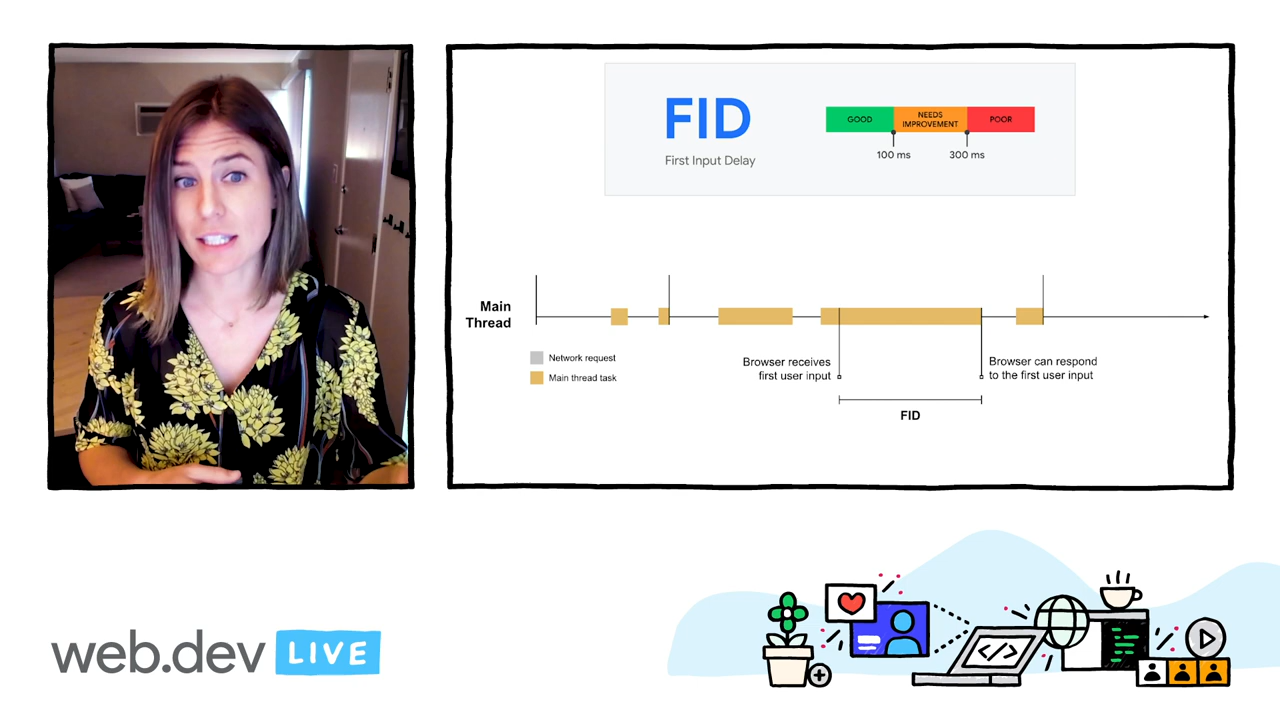 FID
First Input Delay
GOOD
NEEDS
IMPROVEMENT
POOR
100 ms
300 ms
Main
Thread
Network request
Main thread task
Browser receives
first user input
Browser can respond
to the first user input
FID
web.dev LIVE